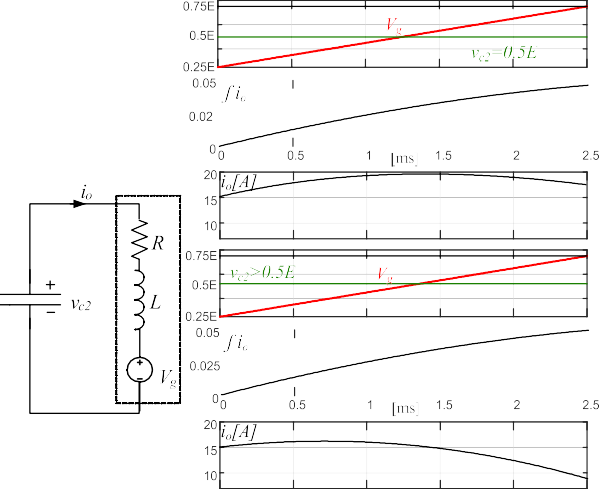 0.75E
V_g
0.5E
v_c2=0.5E
0.25E
0.05
∫i_o
0.02
0
0 0.5 1 [ms] 1.5 2 2.5
20 i_o[A]
15
10
i_o
R
+
v_c2
−
L
+
−
V_g
0.75E
v_c2>0.5E V_g
0.5E
0.25E
0.05
∫i_o
0.025
0
0 0.5 1 [ms] 1.5 2 2.5
20 i_o[A]
15
10